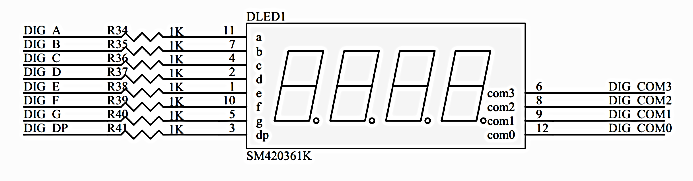 DLED1
DIG A R34 1K 11 a
DIG B R35 1K 7 b
DIG C R36 1K 4 c
DIG D R37 1K 2 d
DIG E R38 1K 1 e com3 6 DIG COM3
DIG F R39 1K 10 f com2 8 DIG COM2
DIG G R40 1K 5 g com1 9 DIG COM1
DIG DP R41 1K 3 dp com0 12 DIG COM0
SM420361K